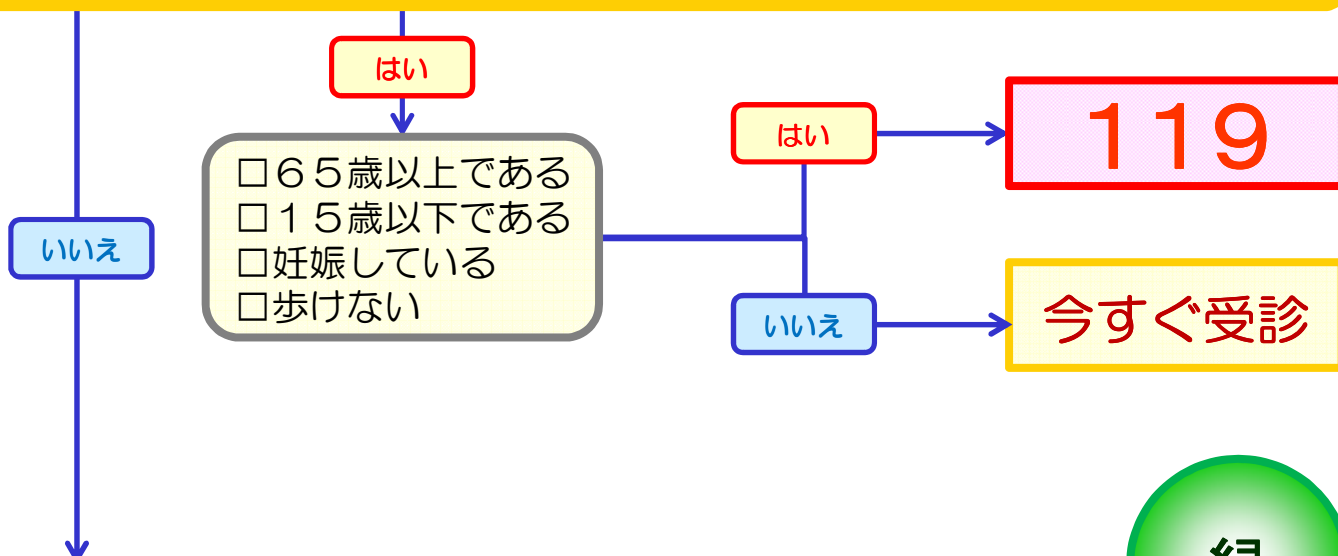 はい
はい
119
□６５歳以上である
□１５歳以下である
□妊娠している
□歩けない
いいえ
いいえ
今すぐ受診